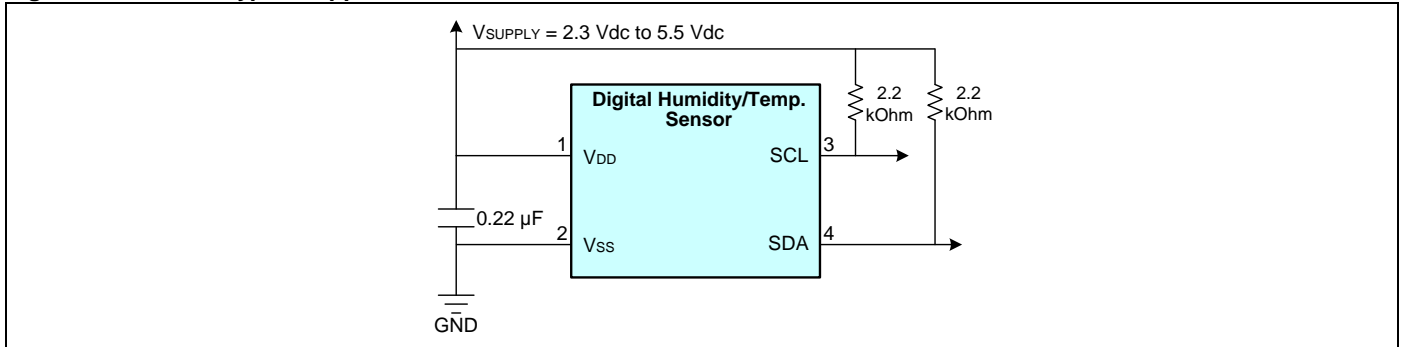 VSUPPLY = 2.3 Vdc to 5.5 Vdc
Digital Humidity/Temp.
Sensor
2.2
kOhm
2.2
kOhm
1
VDD
SCL
3
0.22 µF
2
VSS
SDA
4
GND